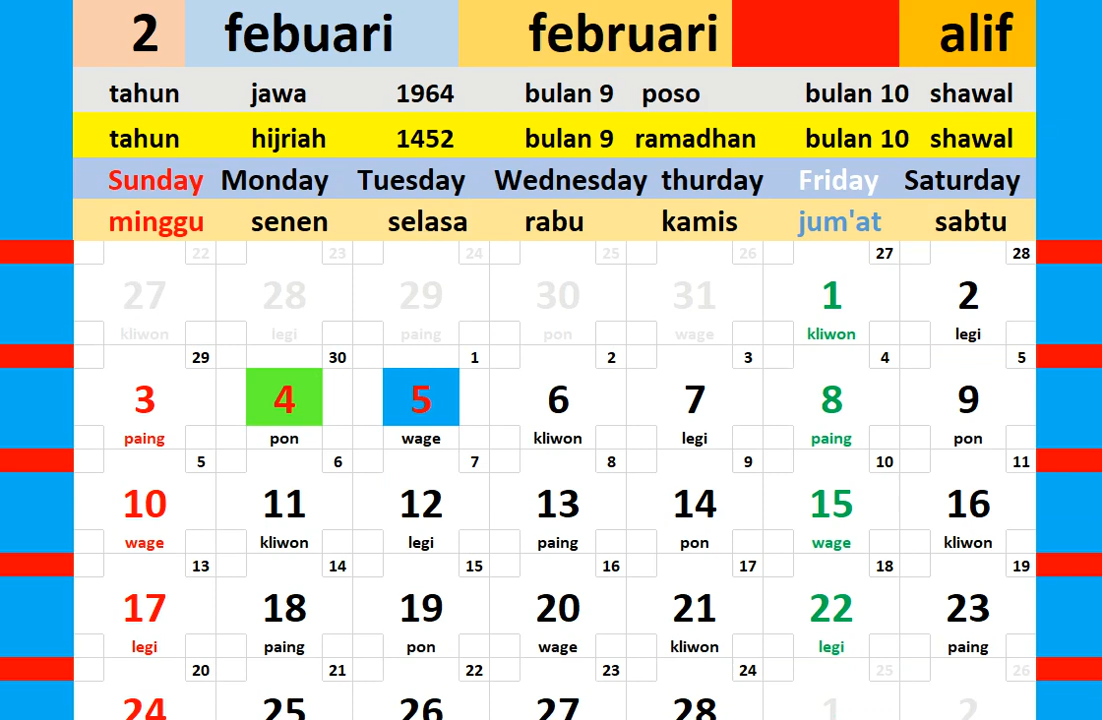 2 febuari februari alif
tahun jawa 1964 bulan 9 poso bulan 10 shawal
tahun hijriah 1452 bulan 9 ramadhan bulan 10 shawal
Sunday Monday Tuesday Wednesday thurday Friday Saturday
minggu senen selasa rabu kamis jum'at sabtu
22 23 24 25 26 27 28
27 28 29 30 31 1 2
kliwon legi paing pon wage kliwon legi
29 30 1 2 3 4 5
3 4 5 6 7 8 9
paing pon wage kliwon legi paing pon
5 6 7 8 9 10 11
10 11 12 13 14 15 16
wage kliwon legi paing pon wage kliwon
13 14 15 16 17 18 19
17 18 19 20 21 22 23
legi paing pon wage kliwon legi paing
20 21 22 23 24 25 26
24 25 26 27 28 1 2